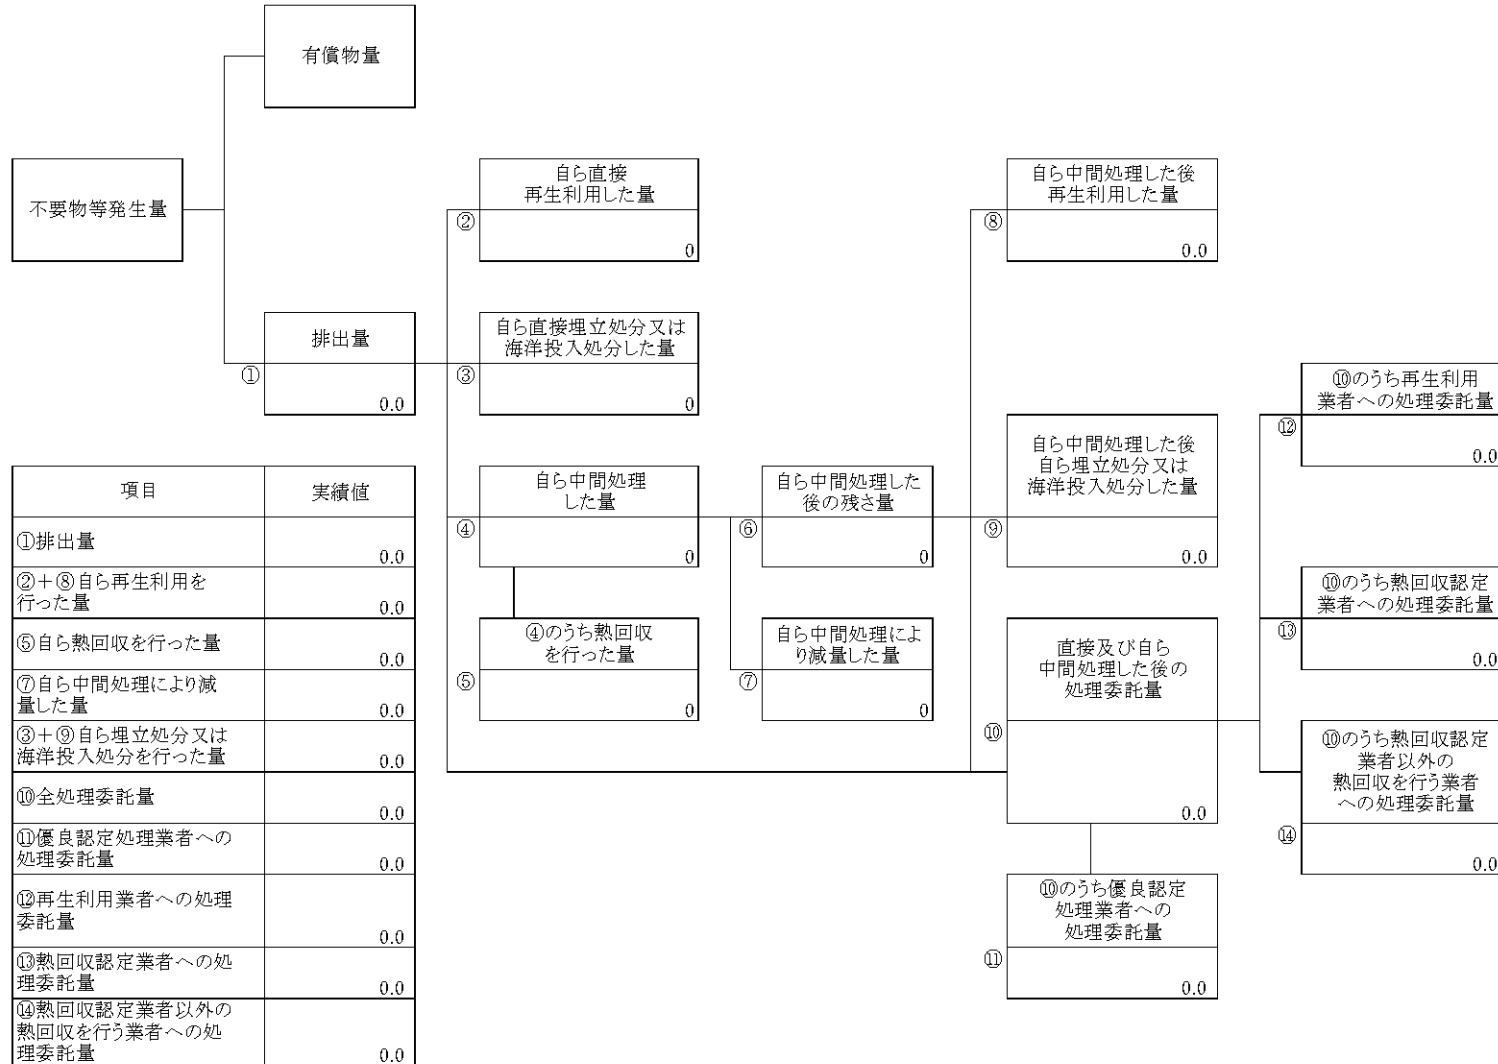 有償物量
不要物等発生量
自ら直接
再生利用した量
②
0
自ら中間処理した後
再生利用した量
⑧
0.0
排出量
①
0.0
自ら直接埋立処分又は
海洋投入処分した量
③
0
⑩のうち再生利用
業者への処理委託量
⑫
0.0
自ら中間処理
した量
④
0
自ら中間処理した
後の残さ量
⑥
0
自ら中間処理した後
自ら埋立処分又は
海洋投入処分した量
⑨
0.0
⑩のうち熱回収認定
業者への処理委託量
⑬
0.0
④のうち熱回収
を行った量
⑤
0
自ら中間処理によ
り減量した量
⑦
0
直接及び自ら
中間処理した後の
処理委託量
⑩
0.0
⑩のうち熱回収認定
業者以外の
熱回収を行う業者
への処理委託量
⑭
0.0
⑩のうち優良認定
処理業者への
処理委託量
⑪
0.0
項目 実績値
①排出量
0.0
②＋⑧自ら再生利用を
行った量
0.0
⑤自ら熱回収を行った量
0.0
⑦自ら中間処理により減
量した量
0.0
③＋⑨自ら埋立処分又は
海洋投入処分を行った量
0.0
⑩全処理委託量
0.0
⑪優良認定処理業者への
処理委託量
0.0
⑫再生利用業者への処理
委託量
0.0
⑬熱回収認定業者への処
理委託量
0.0
⑭熱回収認定業者以外の
熱回収を行う業者への処
理委託量
0.0